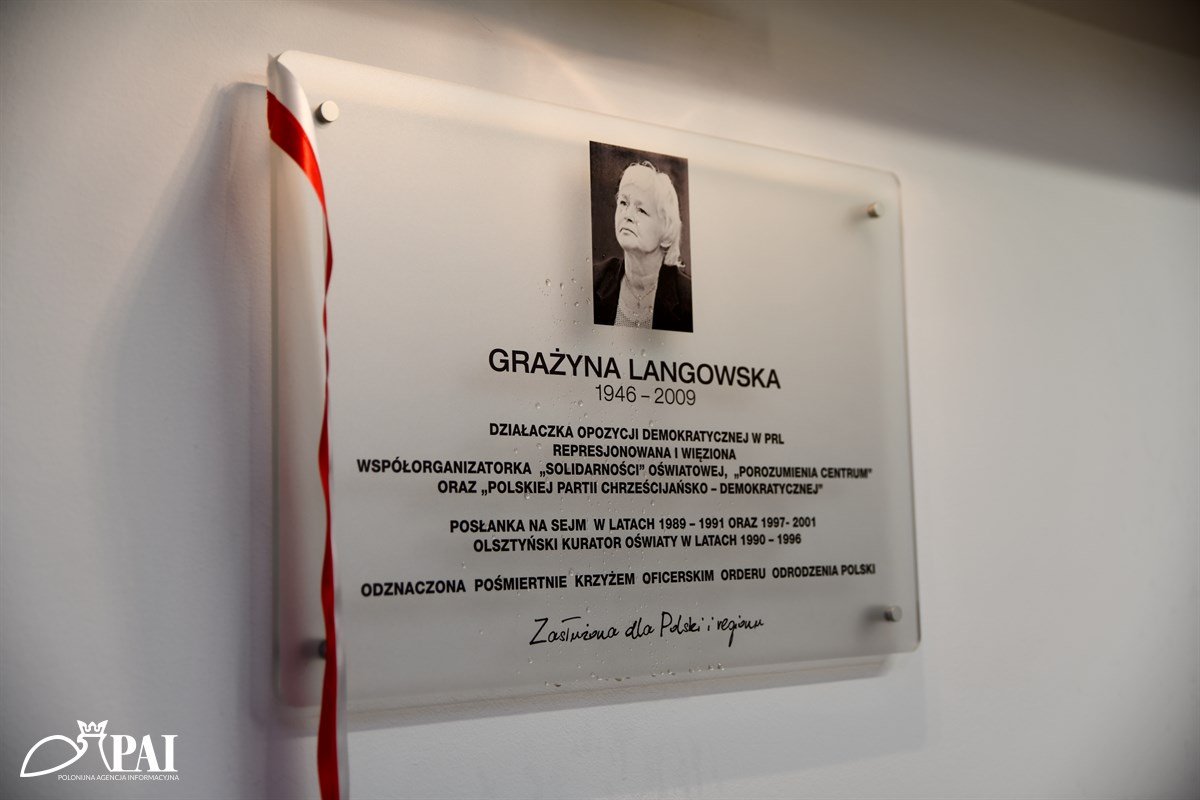 GRAŻYNA LANGOWSKA
1946 – 2009
DZIAŁACZKA OPOZYCJI DEMOKRATYCZNEJ W PRL
REPRESJONOWANA I WIĘZIONA
WSPÓŁORGANIZATORKA „SOLIDARNOŚCI” OŚWIATOWEJ, „POROZUMIENIA CENTRUM”
ORAZ „POLSKIEJ PARTII CHRZEŚCIJAŃSKO – DEMOKRATYCZNEJ”
POSŁANKA NA SEJM W LATACH 1989 – 1991 ORAZ 1997- 2001
OLSZTYŃSKI KURATOR OŚWIATY W LATACH 1990 – 1996
ODZNACZONA POŚMIERTNIE KRZYŻEM OFICERSKIM ORDERU ODRODZENIA POLSKI
Zasłużona dla Polski i regionu
PAI
POLONIJNA AGENCJA INFORMACYJNA